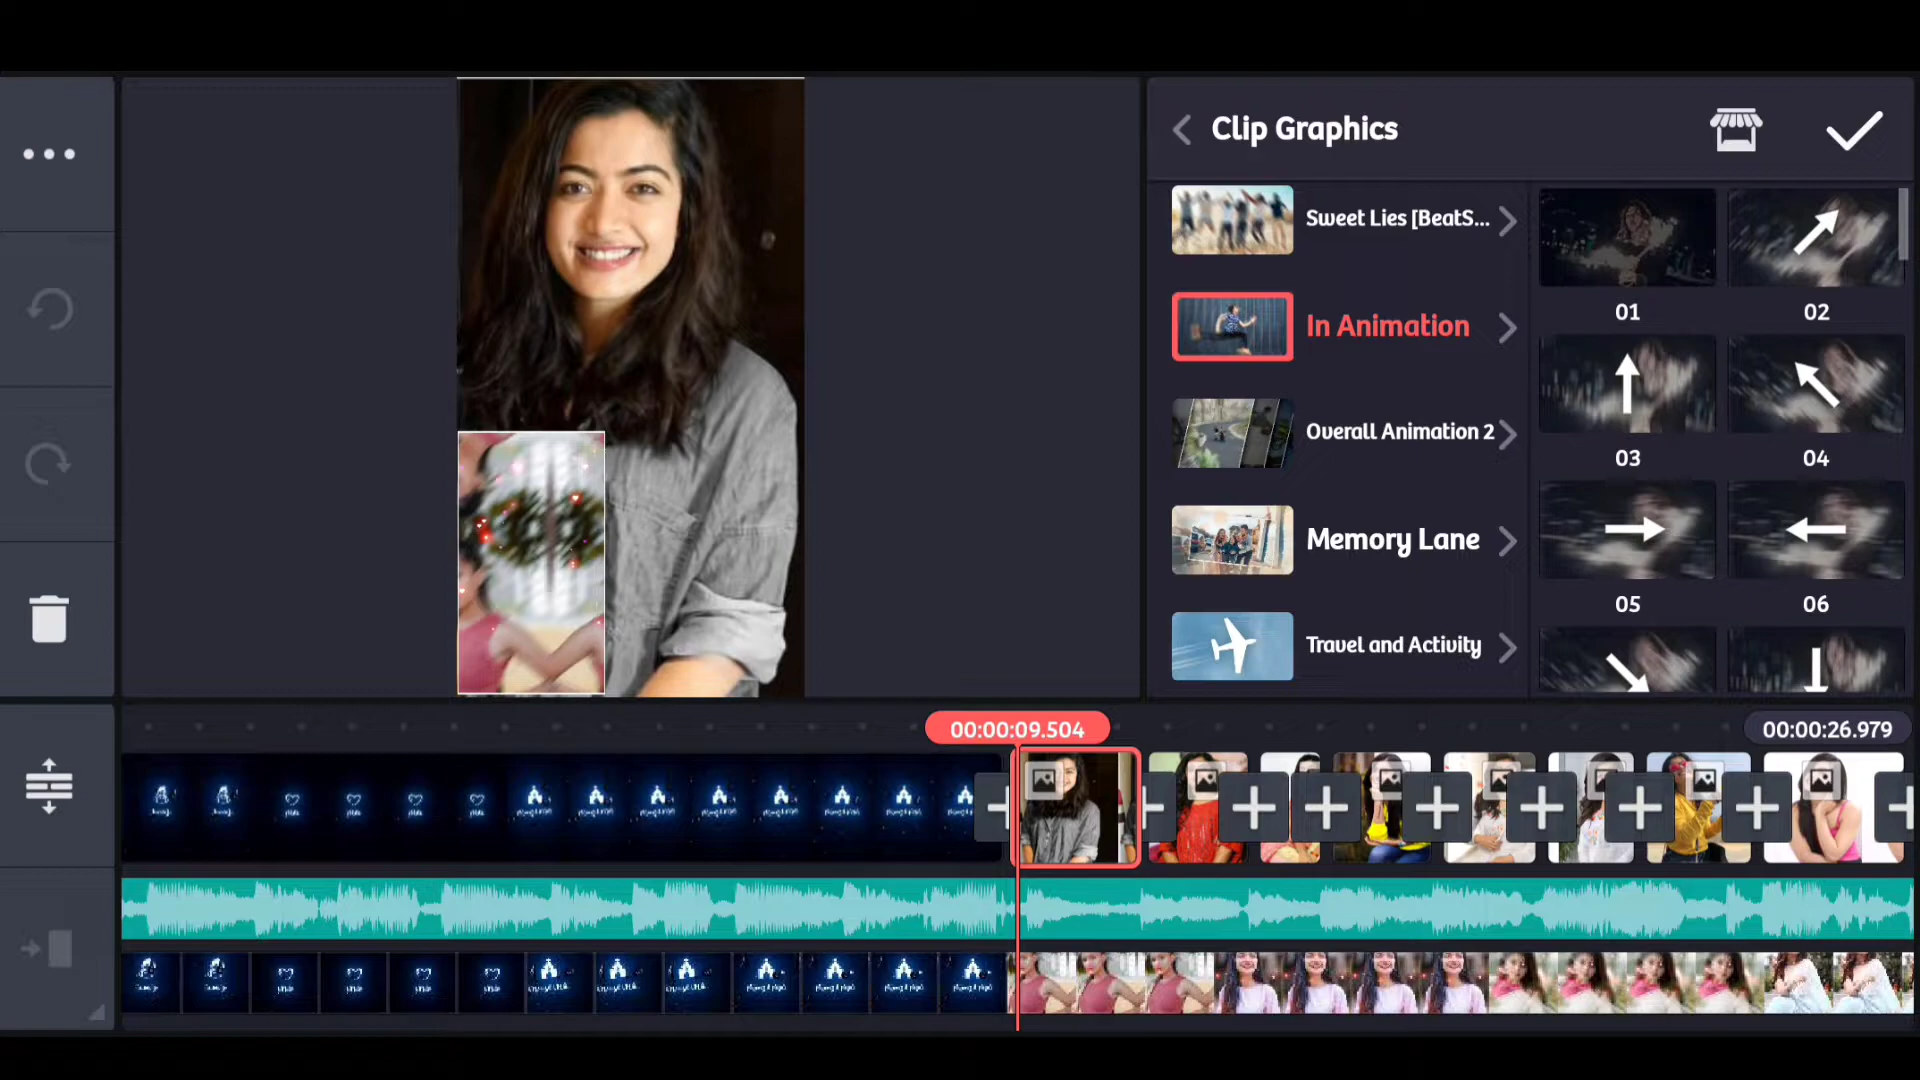 Clip Graphics
Sweet Lies [BeatS...
In Animation
Overall Animation 2
Memory Lane
Travel and Activity
01
02
03
04
05
06
00:00:09.504
00:00:26.979